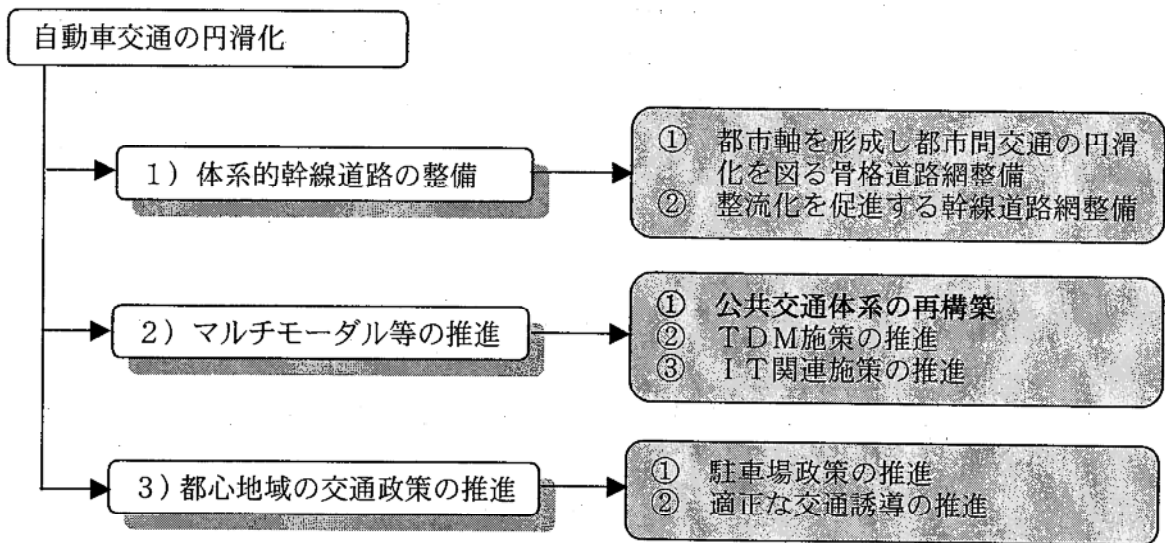 自動車交通の円滑化
1）体系的幹線道路の整備
① 都市軸を形成し都市間交通の円滑
化を図る骨格道路網整備
② 整流化を促進する幹線道路網整備
2）マルチモーダル等の推進
① 公共交通体系の再構築
② TDM施策の推進
③ IT関連施策の推進
3）都心地域の交通政策の推進
① 駐車場政策の推進
② 適正な交通誘導の推進